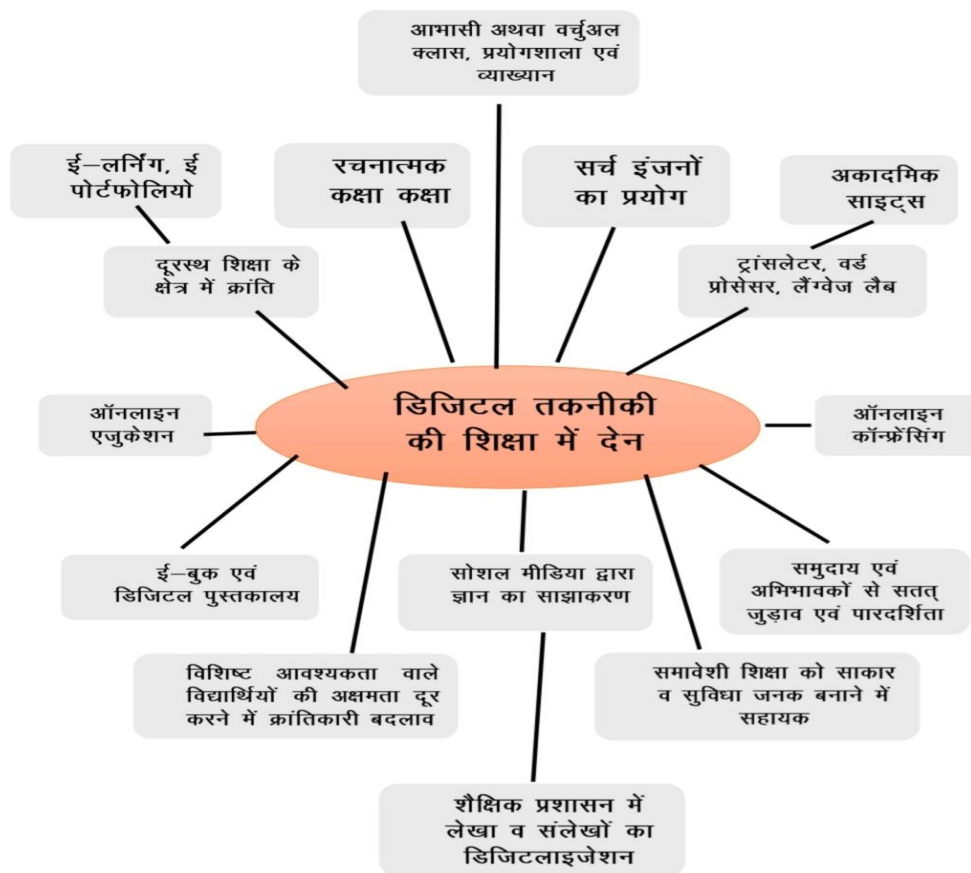 आभासी अथवा वर्चुअल
क्लास, प्रयोगशाला एवं
व्याख्यान
ई–लर्निंग, ई
पोर्टफोलियो
रचनात्मक
कक्षा कक्षा
सर्च इंजनों
का प्रयोग
अकादमिक
साइट्स
दूरस्थ शिक्षा के
क्षेत्र में क्रांति
ट्रांसलेटर, वर्ड
प्रोसेसर, लैंग्वेज लैब
ऑनलाइन
एजुकेशन
डिजिटल तकनीकी
की शिक्षा में देन
ऑनलाइन
कॉन्फ्रेंसिंग
ई–बुक एवं
डिजिटल पुस्तकालय
सोशल मीडिया द्वारा
ज्ञान का साझाकरण
समुदाय एवं
अभिभावकों से सतत्
जुड़ाव एवं पारदर्शिता
विशिष्ट आवश्यकता वाले
विद्यार्थियों की अक्षमता दूर
करने में क्रांतिकारी बदलाव
समावेशी शिक्षा को साकार
व सुविधा जनक बनाने में
सहायक
शैक्षिक प्रशासन में
लेखा व संलेखों का
डिजिटलाइजेशन